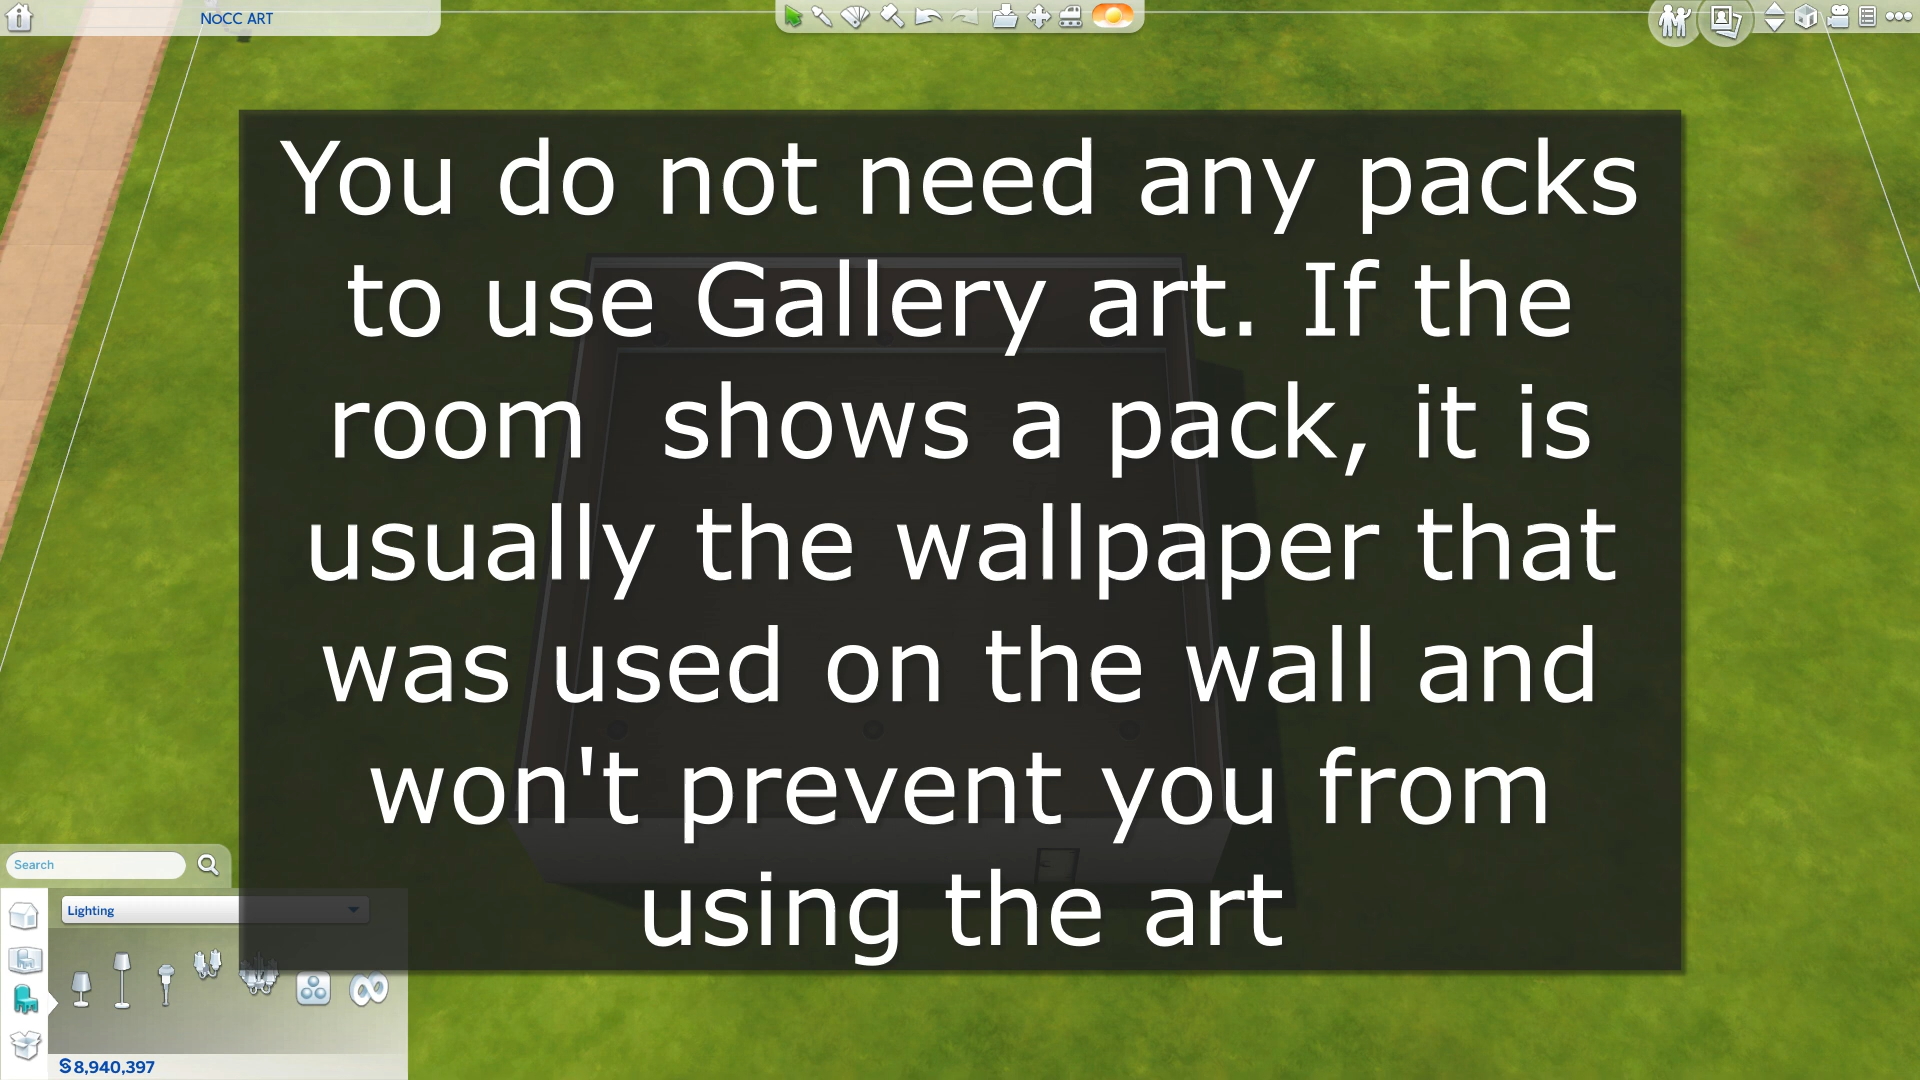 NoCC ART
You do not need any packs
to use Gallery art. If the
room  shows a pack, it is
usually the wallpaper that
was used on the wall and
won't prevent you from
using the art
Search
Lighting
§8,940,397